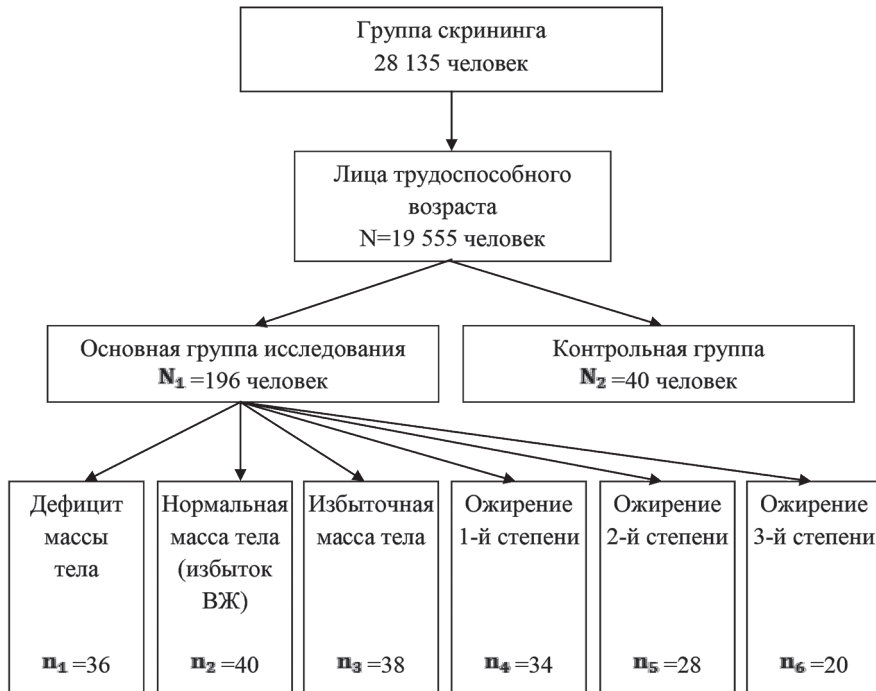 Группа скрининга
28 135 человек
Лица трудоспособного
возраста
N=19 555 человек
Основная группа исследования
N₁ =196 человек
Контрольная группа
N₂ =40 человек
Дефицит
массы
тела
n₁ =36
Нормальная
масса тела
(избыток
ВЖ)
n₂ =40
Избыточная
масса тела
n₃ =38
Ожирение
1-й степени
n₄ =34
Ожирение
2-й степени
n₅ =28
Ожирение
3-й степени
n₆ =20